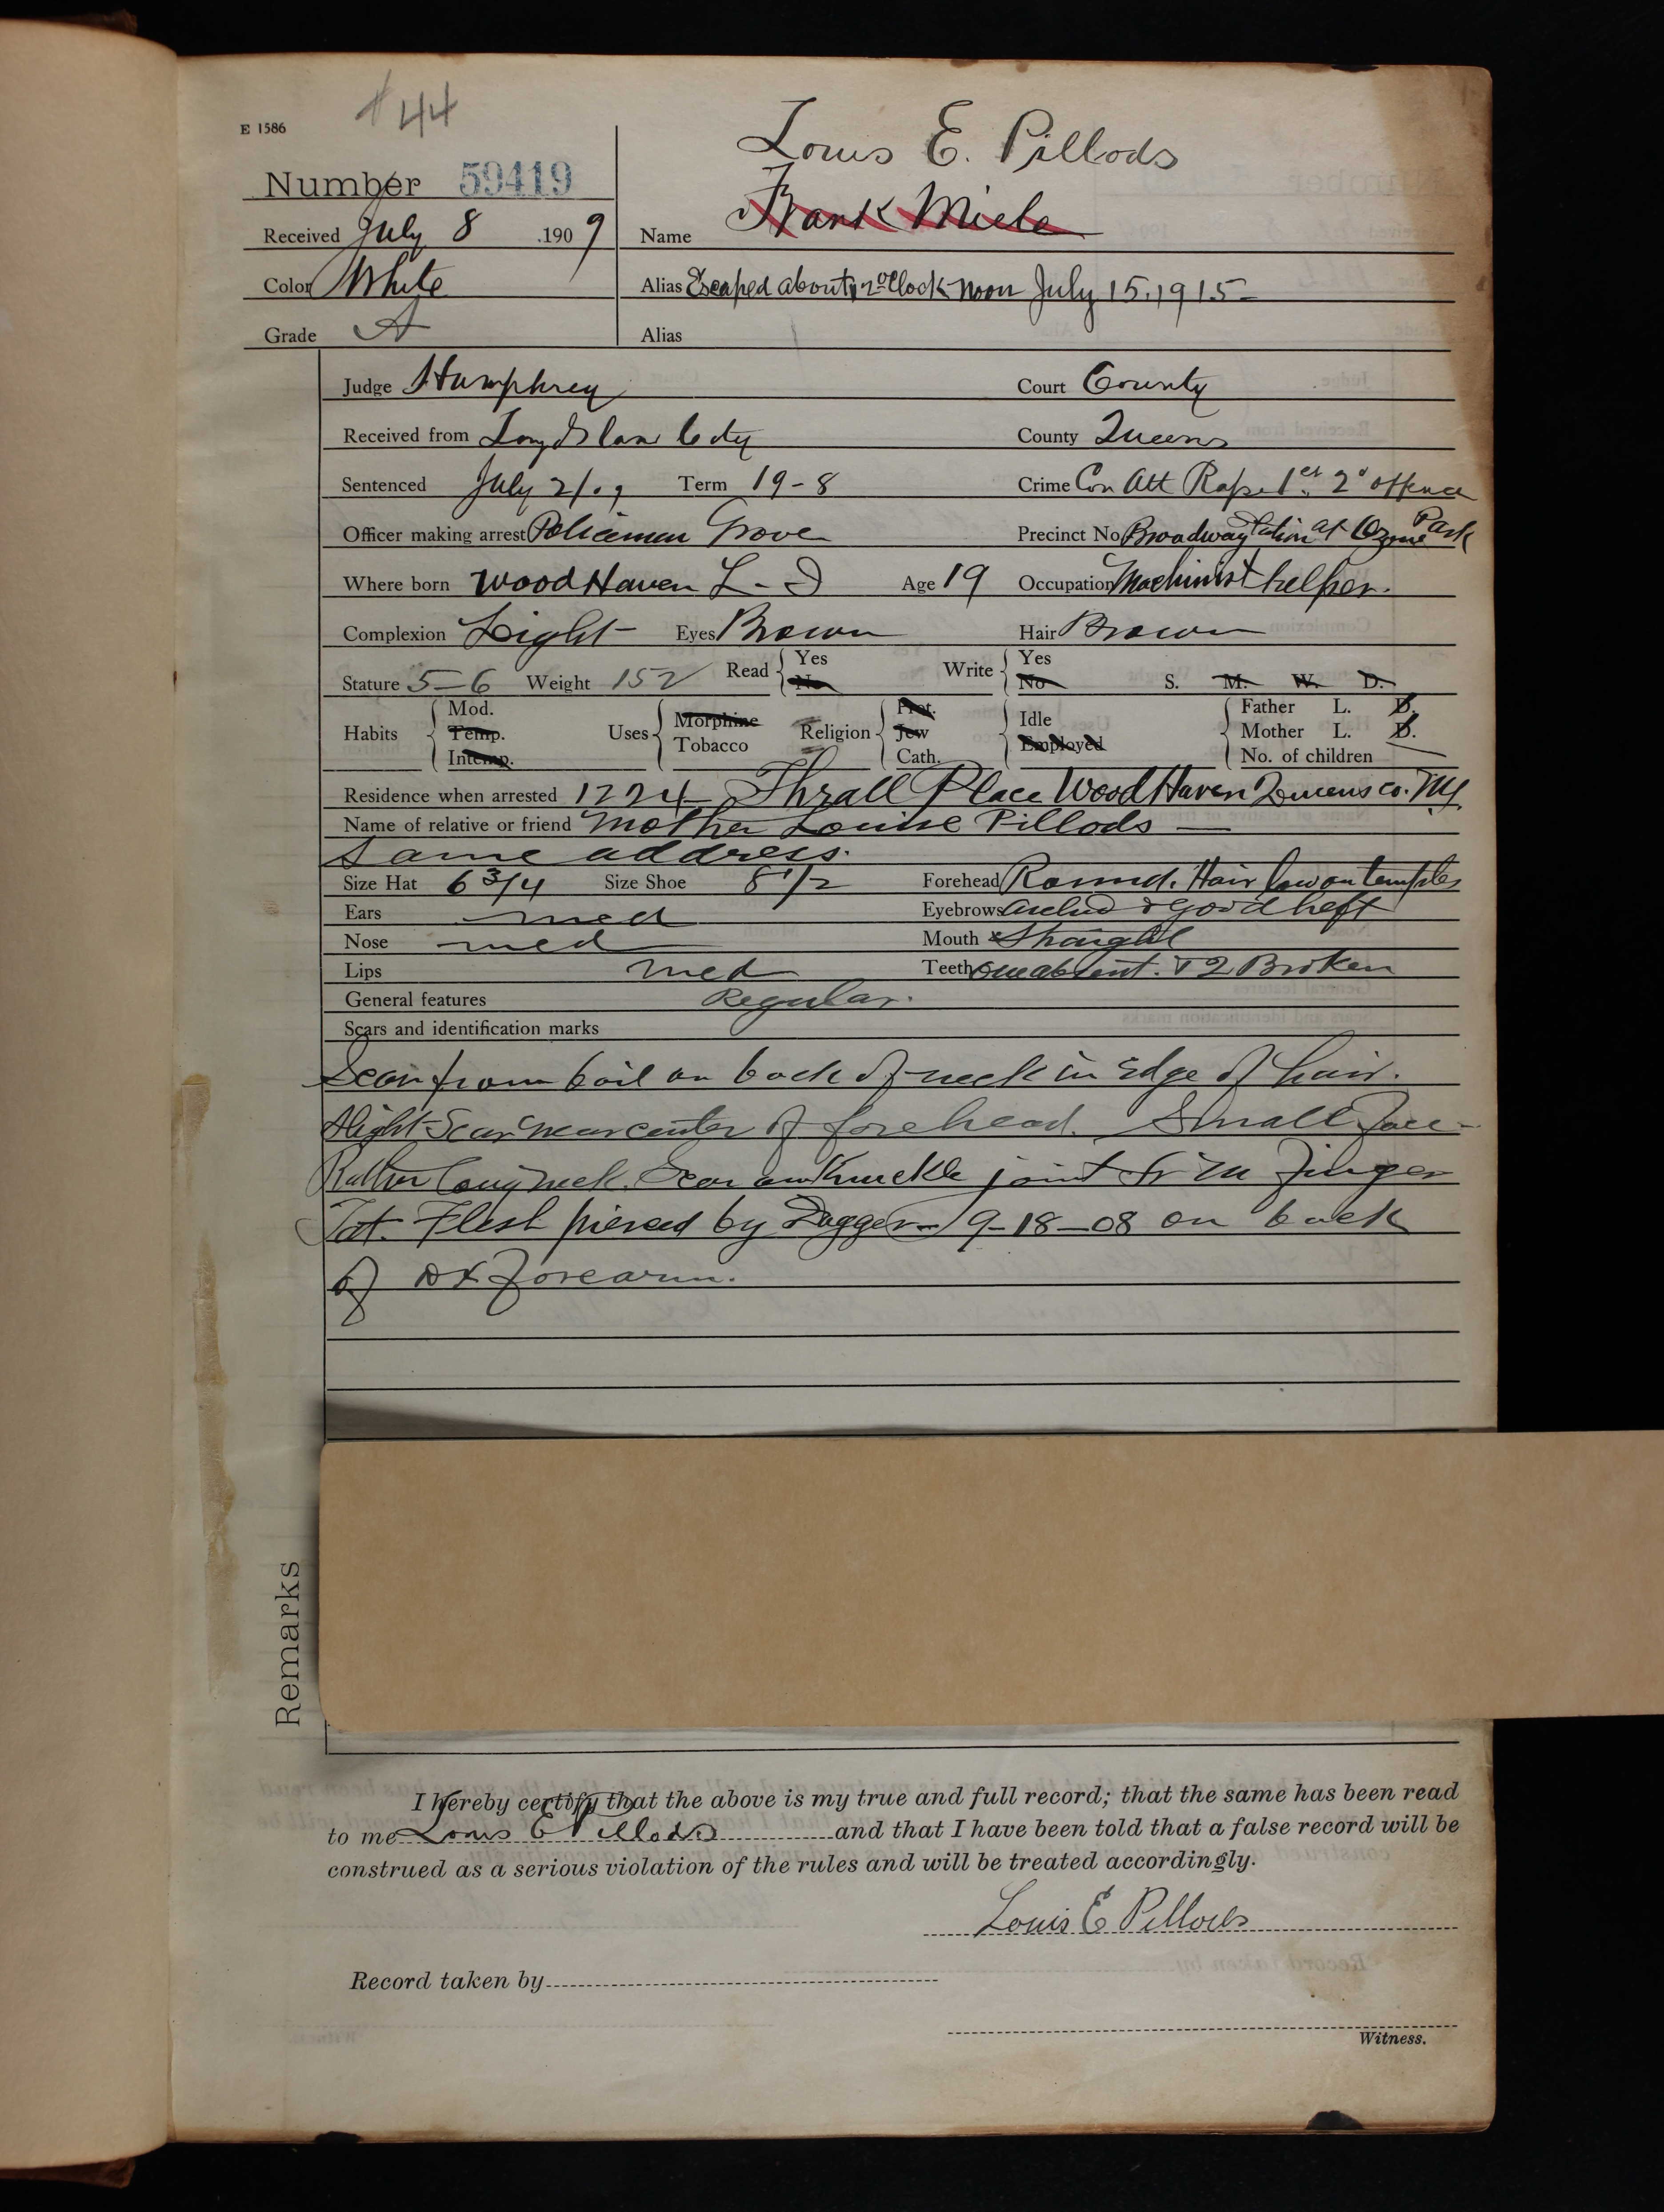 # 44
E 1586
Louis E. Pillods
Number 59419
Frank Miele
Received July 8 .1909 Name
Color White Alias Escaped about 12 o'Clock noon July 15. 1915-
Grade A Alias
Judge Humphrey Court County
Received from Long Islan City County Queens
Sentenced July 2/09 Term 19-8 Crime Con Att Rape 1st 2d offence
Officer making arrest Policeman Grove Precinct No Broadway Station at Ozone Park
Where born Wood Haven L-I Age 19 Occupation Machinist helper.
Complexion Light Eyes Brown Hair Brown
Stature 5-6 Weight 152 Read Yes No Write Yes No S. M. W. D.
Habits Mod. Temp. Intemp. Uses Morphine Tobacco Religion Prot. Jew Cath. Idle Employed Father L. D. Mother L. D. No. of children
Residence when arrested 1224 Thrall Place Wood Haven Queens co. NY.
Name of relative or friend Mother Louise Pillods
Same address.
Size Hat 6 3/4 Size Shoe 8 1/2 Forehead Round. Hair low on temples
Ears med Eyebrows arched & good heft
Nose med Mouth Straight
Lips med Teeth One absent. & 2 Broken
General features Regular.
Scars and identification marks
Scar from boil on back of neck in Edge of hair.
Slight Scar near center of forehead. Small face-
Rather long neck. Scar on Knuckle joint finger
Tat. Flesh pierced by Dagger- 9-18-08 on back
of forearm.
Remarks
I hereby certify that the above is my true and full record; that the same has been read
to me Louis E Pillods and that I have been told that a false record will be
construed as a serious violation of the rules and will be treated accordingly.
Louis E Pillods
Record taken by
Witness.